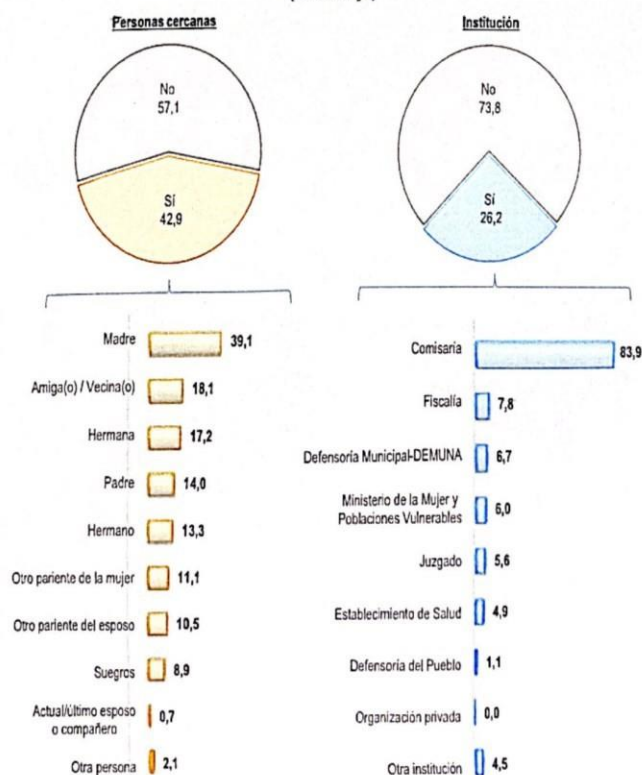 Personas cercanas
No
57,1
Sí
42,9
Madre 39,1
Amiga(o) / Vecina(o) 18,1
Hermana 17,2
Padre 14,0
Hermano 13,3
Otro pariente de la mujer 11,1
Otro pariente del esposo 10,5
Suegros 8,9
Actual/último esposo
o compañero 0,7
Otra persona 2,1
Institución
No
73,8
Sí
26,2
Comisaría 83,9
Fiscalía 7,8
Defensoría Municipal-DEMUNA 6,7
Ministerio de la Mujer y
Poblaciones Vulnerables 6,0
Juzgado 5,6
Establecimiento de Salud 4,9
Defensoría del Pueblo 1,1
Organización privada 0,0
Otra institución 4,5